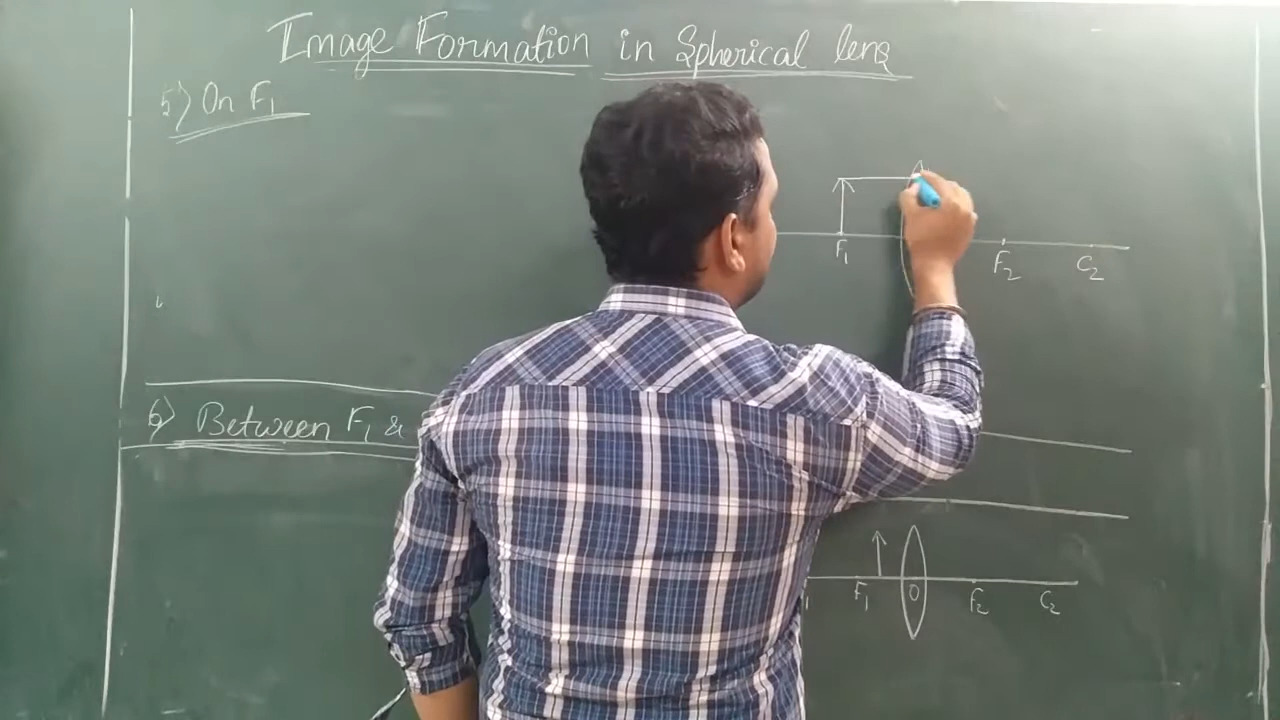 Image Formation in Spherical lens
5) On F1
F1 F2 C2
6) Between F1 &
F1 O F2 C2